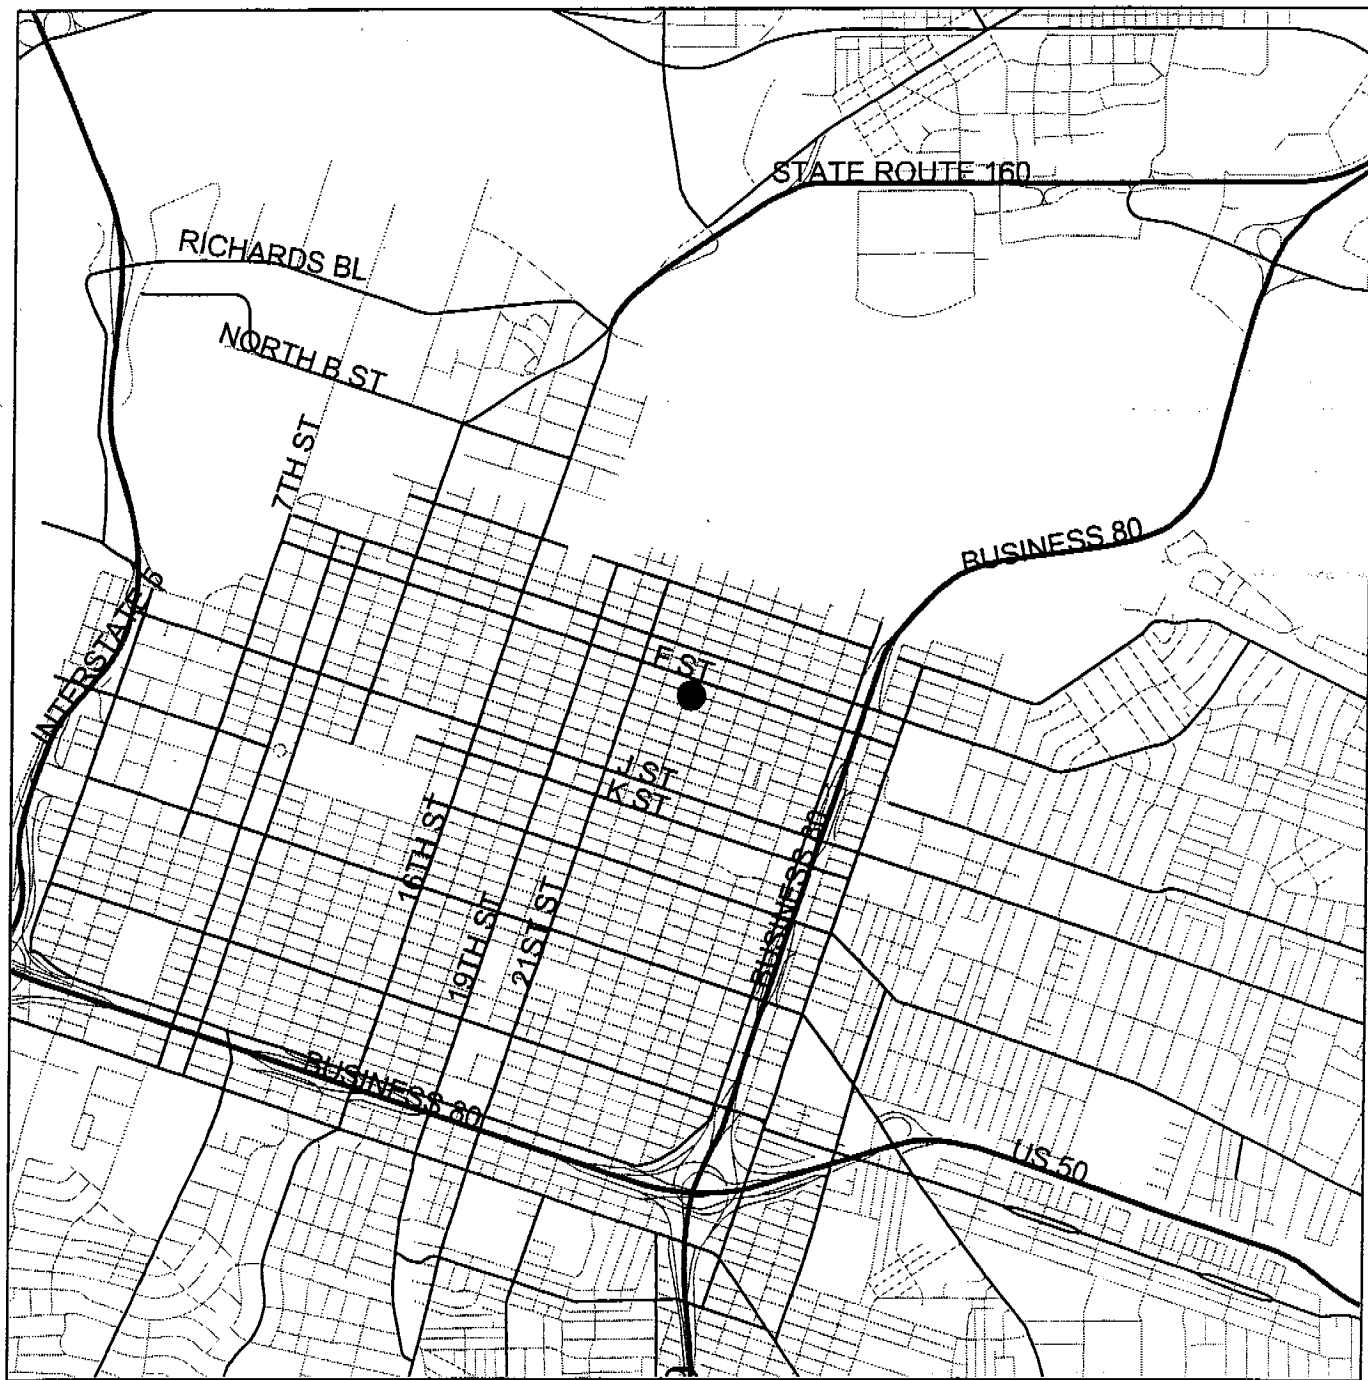 STATE ROUTE 160
RICHARDS BL
NORTH B ST
7TH ST
BUSINESS 80
INTERSTATE 5
F ST
J ST
K ST
16TH ST
BUSINESS 80
19TH ST
21ST ST
BUSINESS 80
US 50